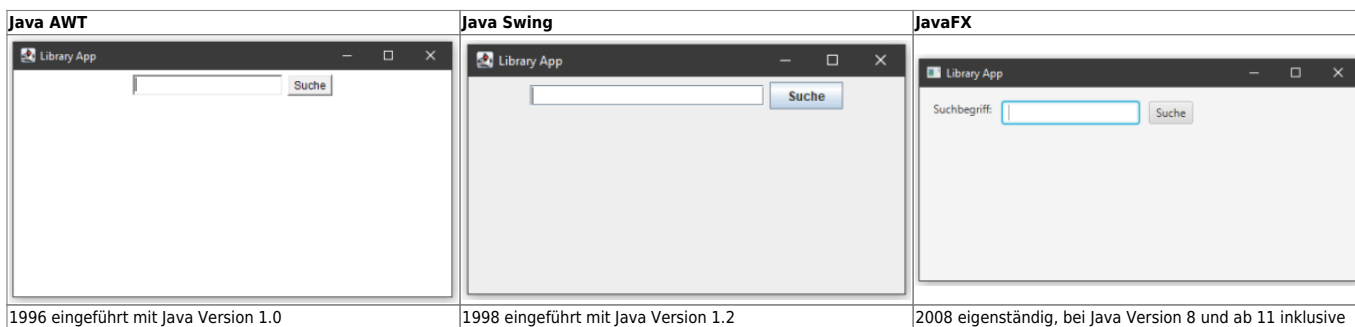 Java AWT
Java Swing
JavaFX
Library App
Suche
Library App
Suche
Library App
Suchbegriff:
Suche
1996 eingeführt mit Java Version 1.0
1998 eingeführt mit Java Version 1.2
2008 eigenständig, bei Java Version 8 und ab 11 inklusive